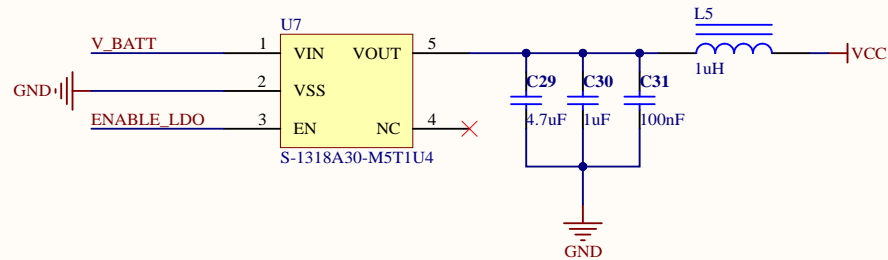 U7
L5
V_BATT
1
VIN
VOUT
5
VCC
1uH
GND
2
VSS
C29
C30
C31
ENABLE_LDO
3
EN
NC
4
4.7uF
1uF
100nF
S-1318A30-M5T1U4
GND